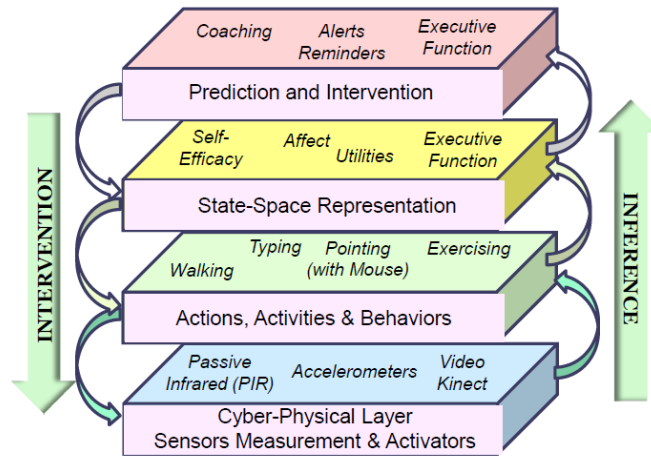 Coaching
Alerts
Reminders
Executive
Function
Prediction and Intervention
Self-
Efficacy
Affect
Utilities
Executive
Function
State-Space Representation
Walking
Typing
Pointing
(with Mouse)
Exercising
Actions, Activities & Behaviors
Passive
Infrared (PIR)
Accelerometers
Video
Kinect
Cyber-Physical Layer
Sensors Measurement & Activators
INTERVENTION
INFERENCE